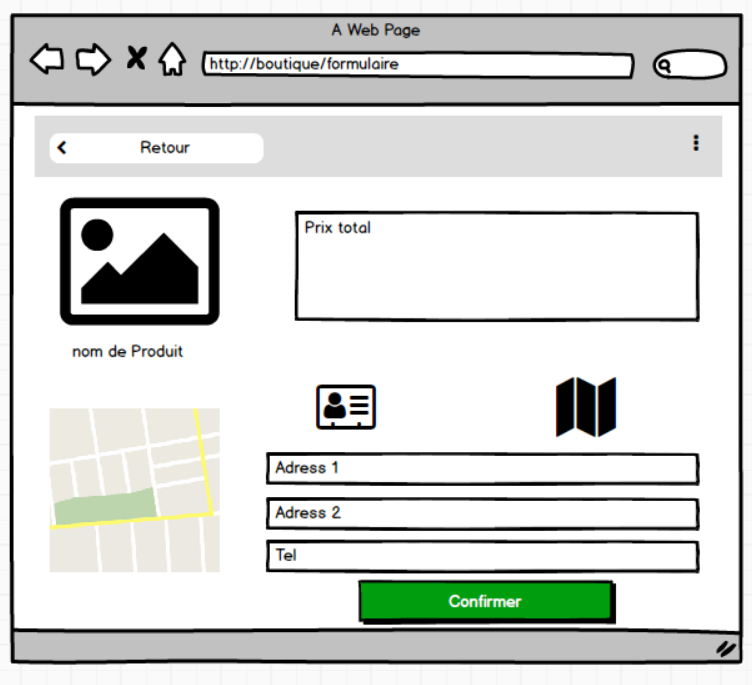 A Web Page
http://boutique/formulaire
Retour
Prix total
nom de Produit
Adress 1
Adress 2
Tel
Confirmer